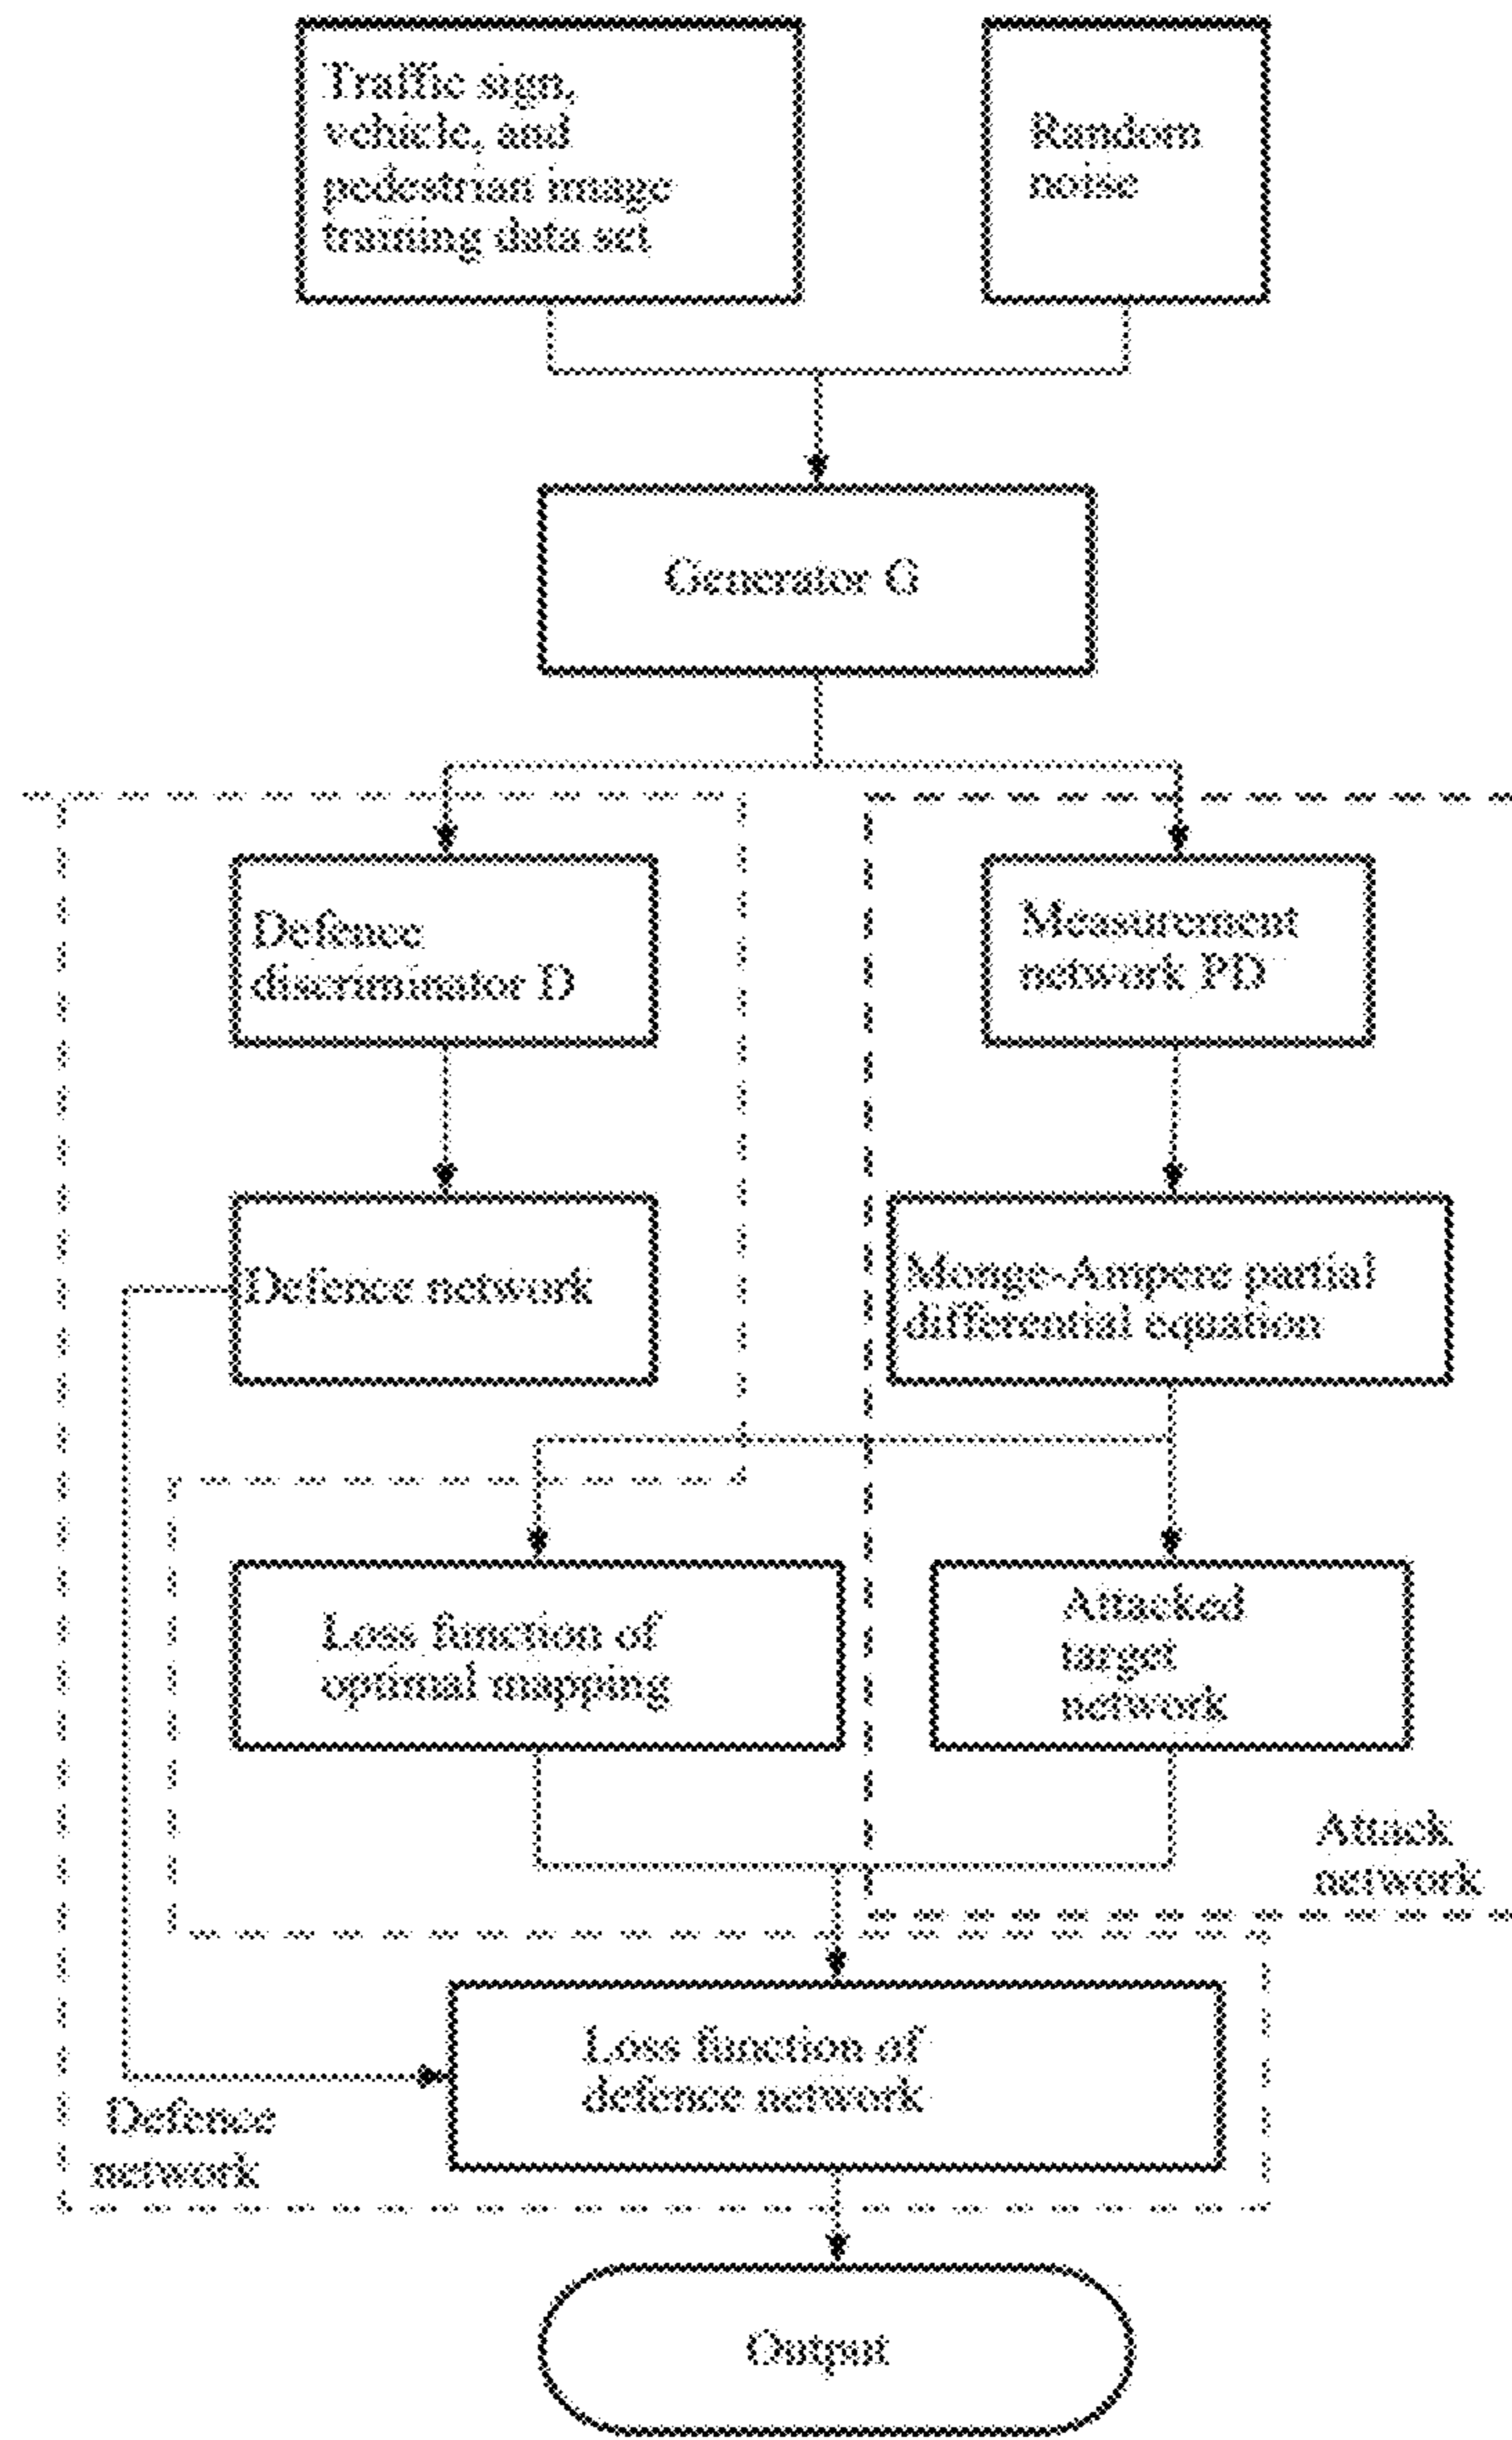 Traffic sign,
vehicle, and
pedestrian image
training data set
Random
noise
Generator G
Defence
discriminator D
Measurement
network PD
Defence network
Monge-Ampere partial
differential equation
Loss function of
optimal mapping
Attacked
target
network
Attack
network
Loss function of
defence network
Defence
network
Output